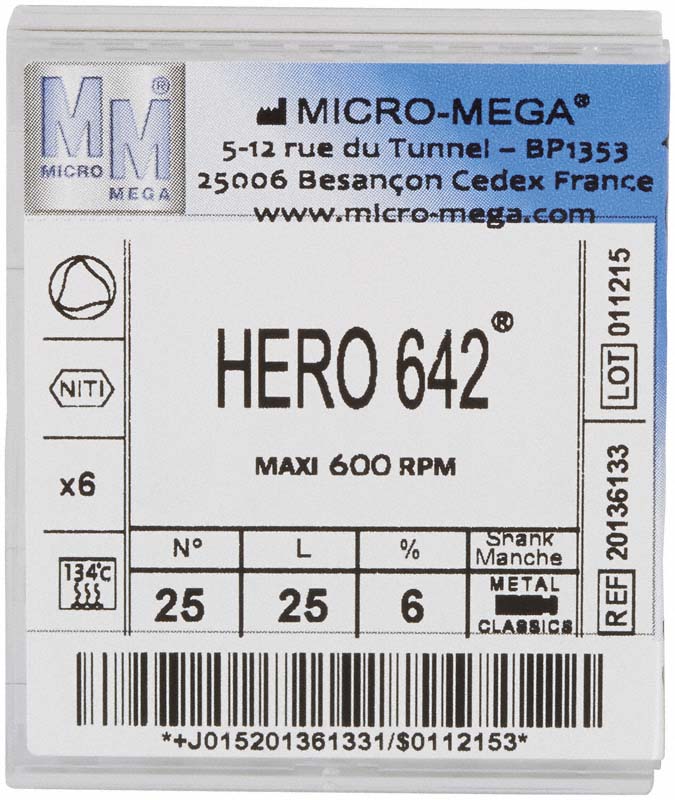 MM®
MICRO
MEGA
MICRO-MEGA®
5-12 rue du Tunnel – BP1353
25006 Besançon Cedex France
www.micro-mega.com
NITI
x6
134°C
HERO 642®
MAXI 600 RPM
N° L % Shank
Manche
25 25 6 METAL
CLASSICS
LOT 011215
REF 20136133
*+J015201361331/$0112153*